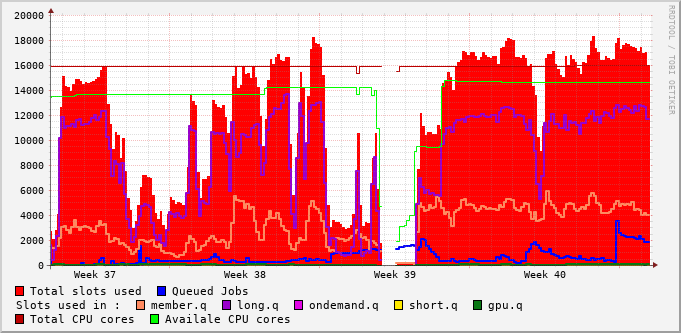 20000
18000
16000
14000
12000
10000
8000
6000
4000
2000
0
Week 37 Week 38 Week 39 Week 40
RRDTOOL / TOBI OETIKER
Total slots used Queued Jobs
Slots used in : member.q long.q ondemand.q short.q gpu.q
Total CPU cores Availale CPU cores